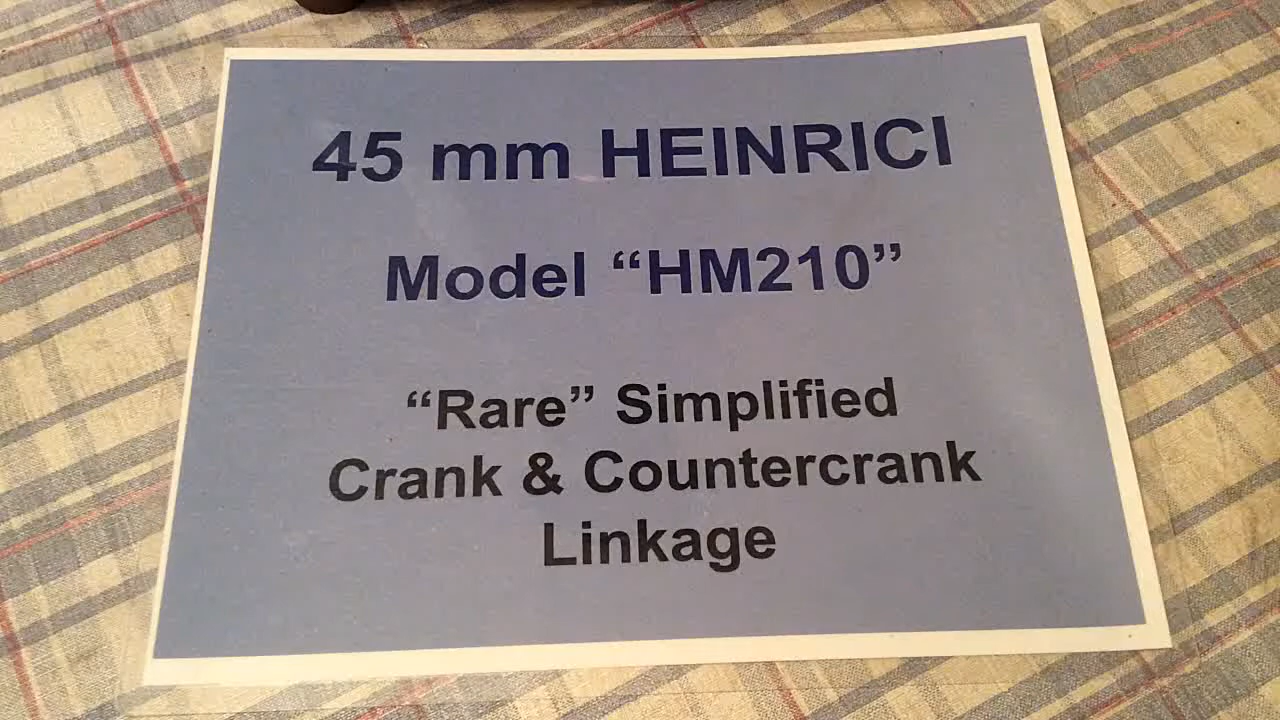 45 mm HEINRICI
Model “HM210”
“Rare” Simplified
Crank & Countercrank
Linkage